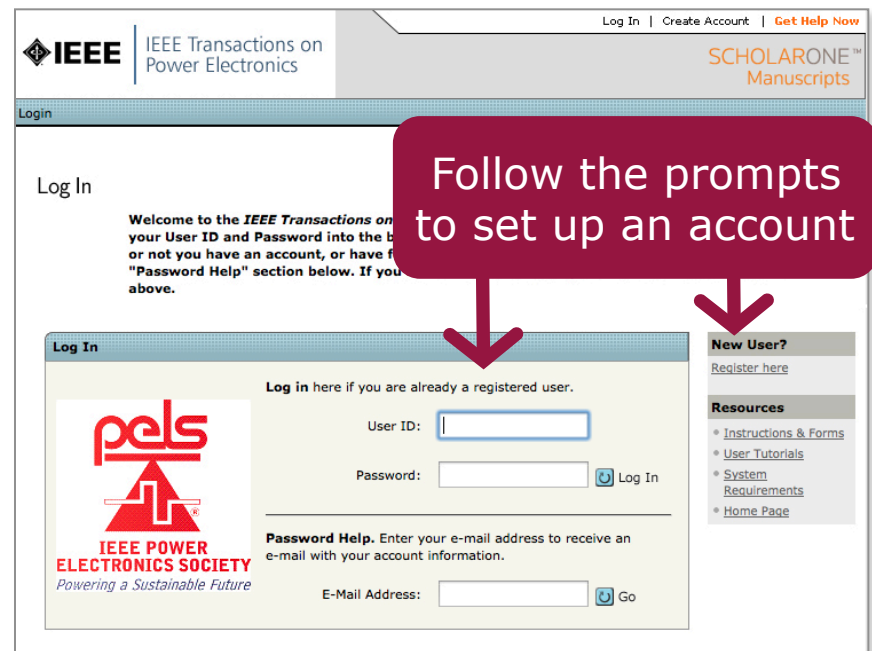 Log In | Create Account | Get Help Now
IEEE
IEEE Transactions on
Power Electronics
SCHOLARONE™
Manuscripts
Login
Follow the prompts
to set up an account
Log In
Welcome to the IEEE Transactions on
your User ID and Password into the b
or not you have an account, or have f
"Password Help" section below. If you
above.
Log In
Log in here if you are already a registered user.
User ID:
Password:
Log In
Password Help. Enter your e-mail address to receive an
e-mail with your account information.
E-Mail Address:
Go
pels
®
IEEE POWER
ELECTRONICS SOCIETY
Powering a Sustainable Future
New User?
Register here
Resources
Instructions & Forms
User Tutorials
System
Requirements
Home Page